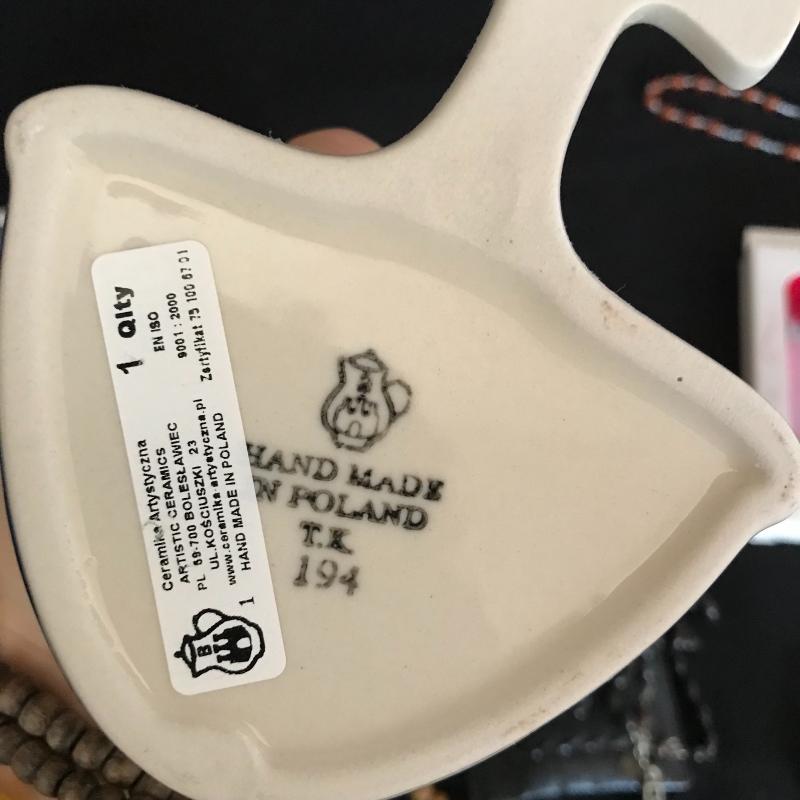 1 Qlty
EN ISO
9001 : 2000
Zertyfikat 75 100 6701
Ceramika Artystyczna
ARTISTIC CERAMICS
PL 59-700 BOLESŁAWIEC
UL.KOŚCIUSZKI 23
www.ceramika-artystyczna.pl
HAND MADE IN POLAND
1
B
HAND MADE
IN POLAND
T.K
194